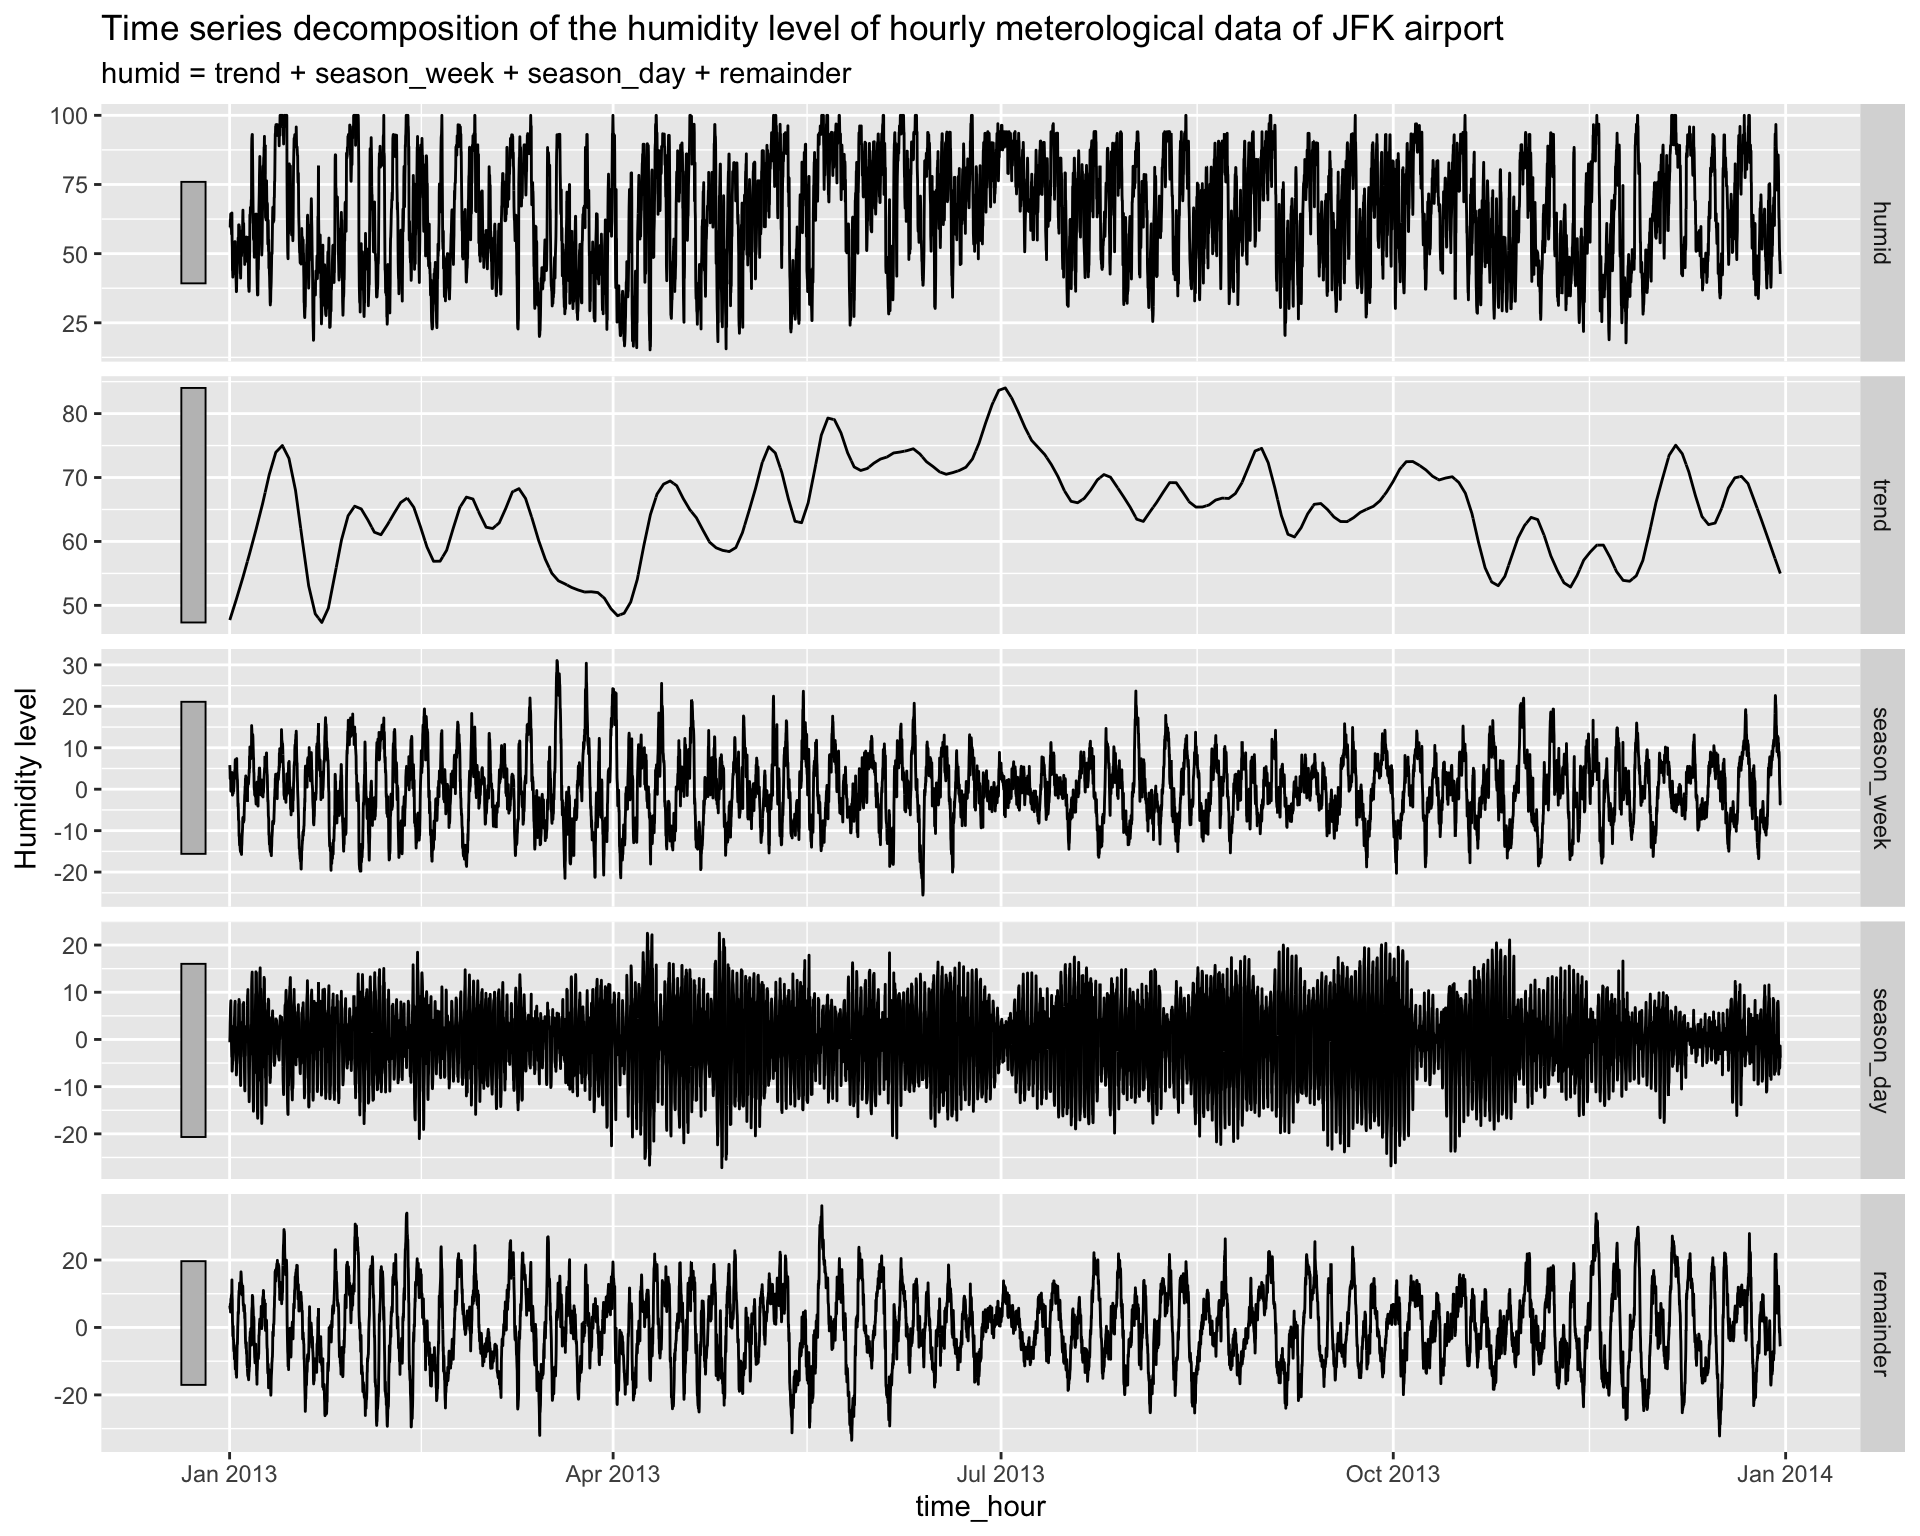 Time series decomposition of the humidity level of hourly meterological data of JFK airport
humid = trend + season_week + season_day + remainder
Humidity level
100
75
50
25
humid
80
70
60
50
trend
30
20
10
0
-10
-20
season_week
20
10
0
-10
-20
season_day
20
0
-20
remainder
Jan 2013 Apr 2013 Jul 2013 Oct 2013 Jan 2014
time_hour